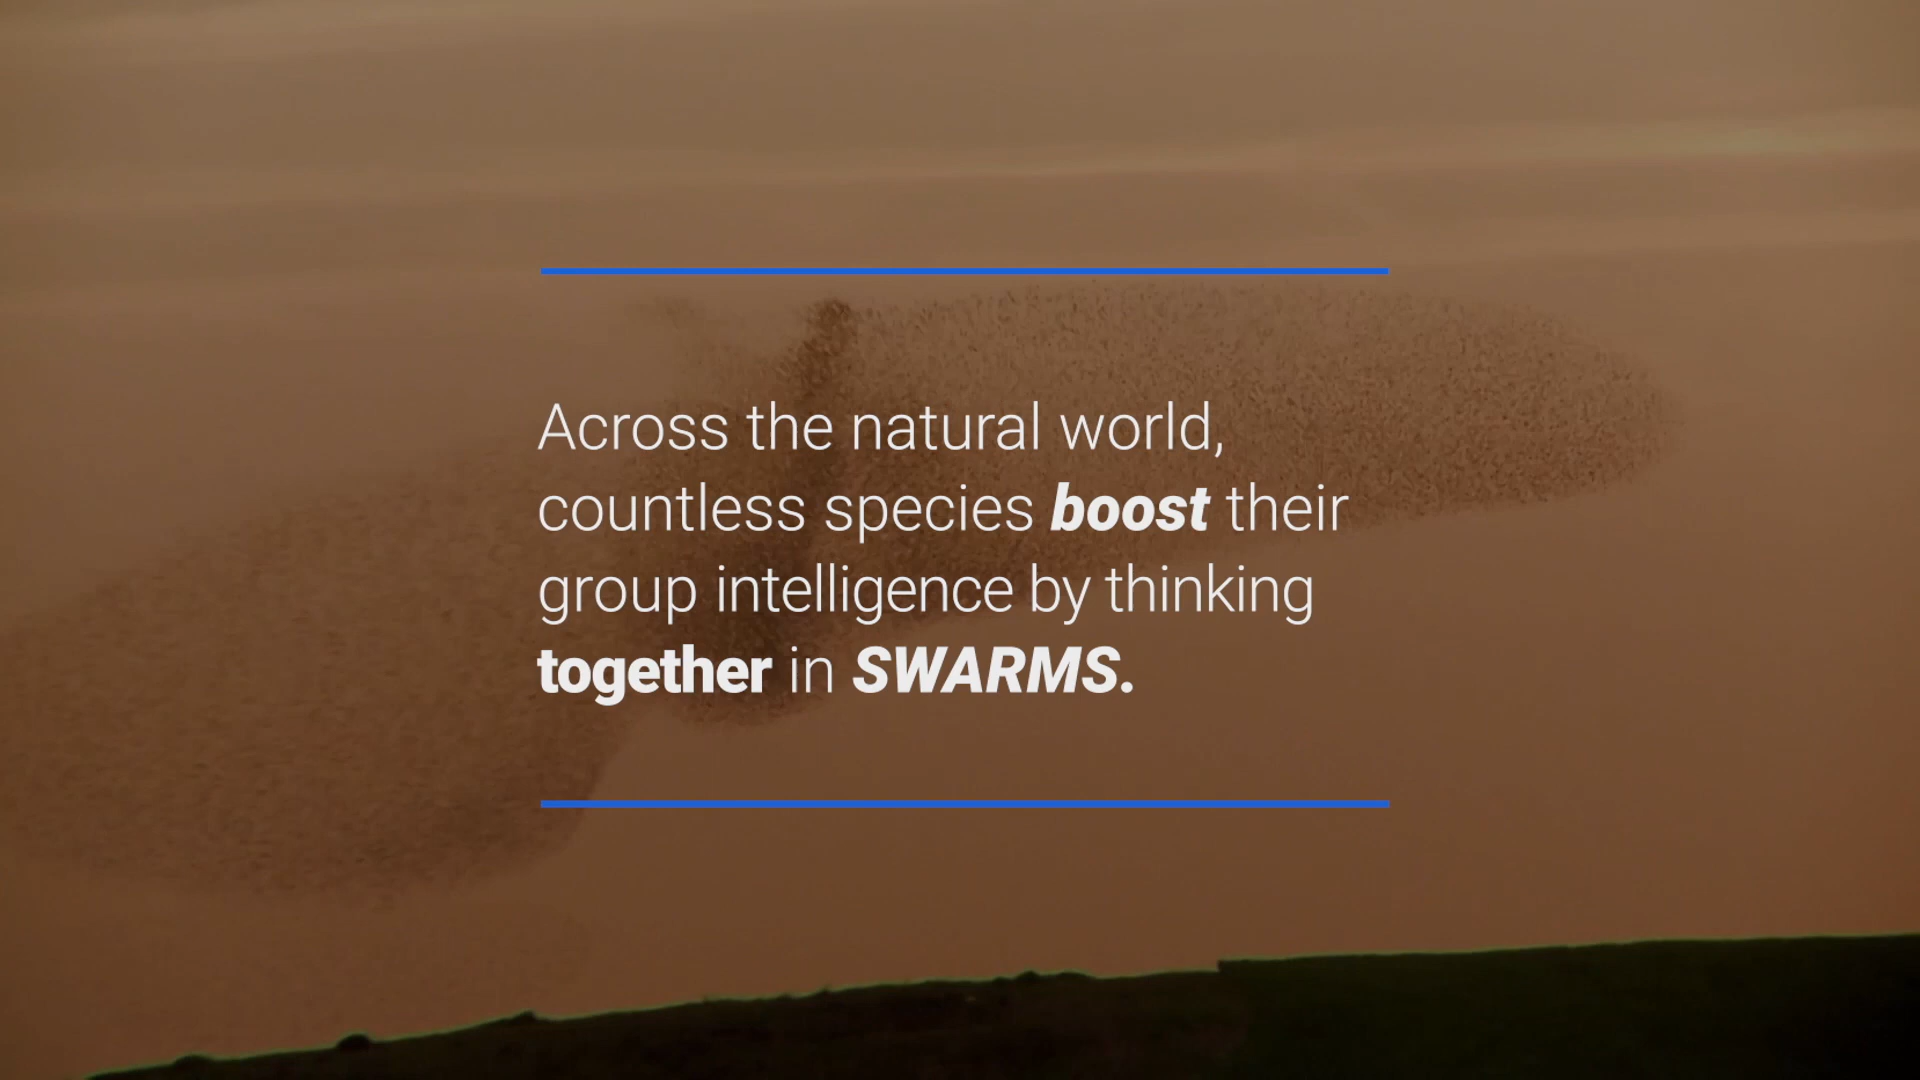 Across the natural world,
countless species boost their
group intelligence by thinking
together in SWARMS.